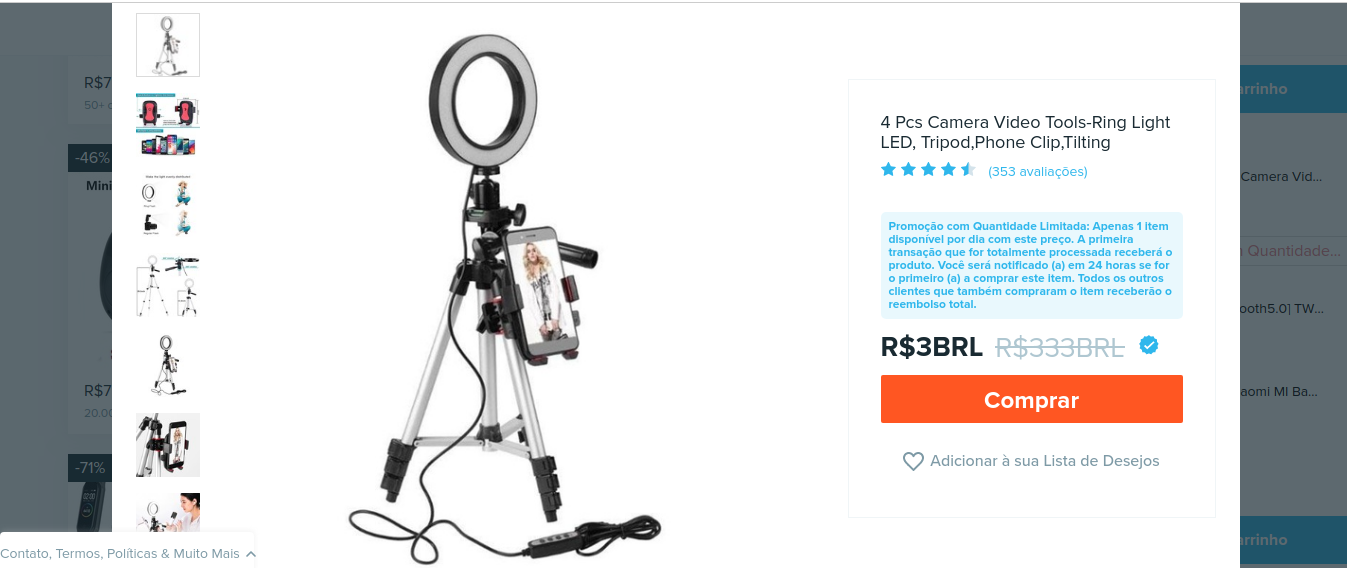 R$7
50+
-46%
Mini
R$7
20.00
-71%
Contato, Termos, Políticas & Muito Mais
4 Pcs Camera Video Tools-Ring Light
LED, Tripod,Phone Clip,Tilting
(353 avaliações)
Promoção com Quantidade Limitada: Apenas 1 item
disponível por dia com este preço. A primeira
transação que for totalmente processada receberá o
produto. Você será notificado (a) em 24 horas se for
o primeiro (a) a comprar este item. Todos os outros
clientes que também compraram o item receberão o
reembolso total.
R$3BRL R$333BRL
Comprar
Adicionar à sua Lista de Desejos
arrinho
Camera Vid...
Quantidade...
ooth5.0] TW...
aomi MI Ba...
arrinho